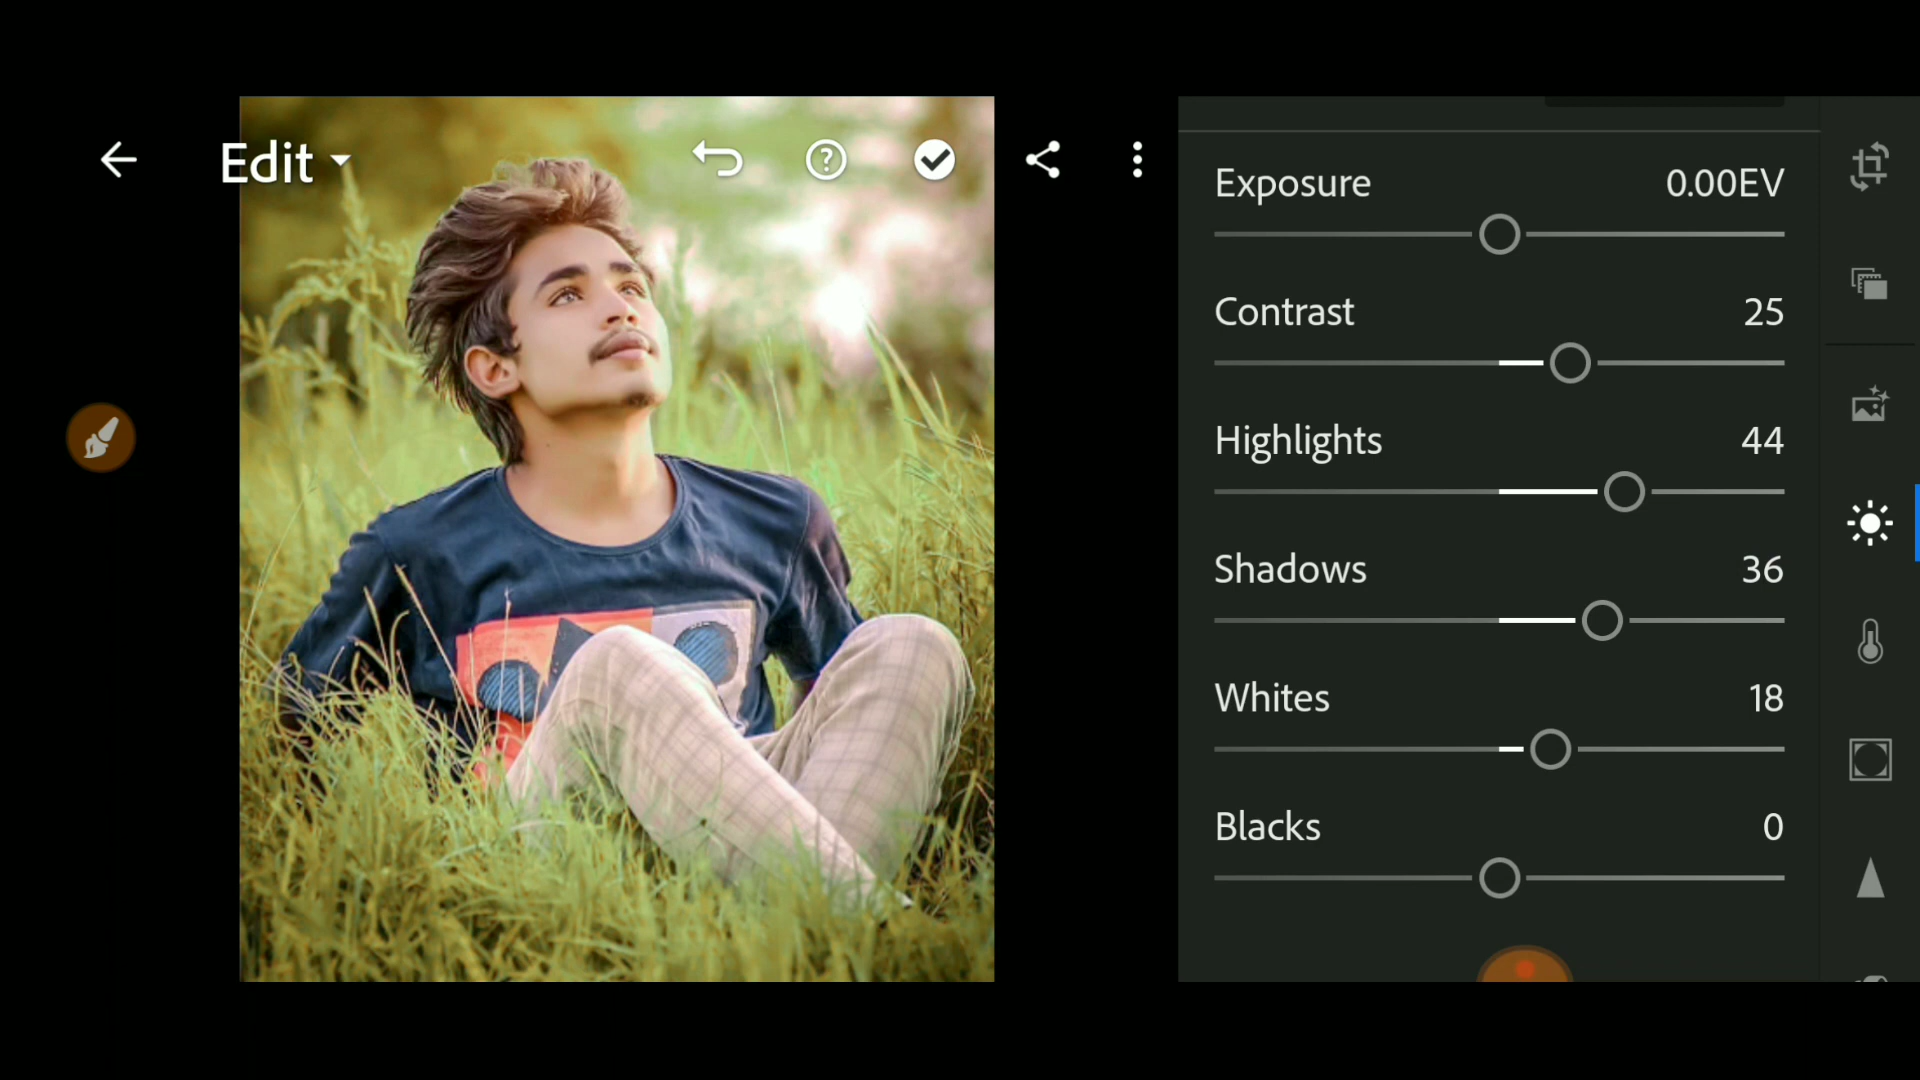 Edit
Exposure 0.00EV
Contrast 25
Highlights 44
Shadows 36
Whites 18
Blacks 0